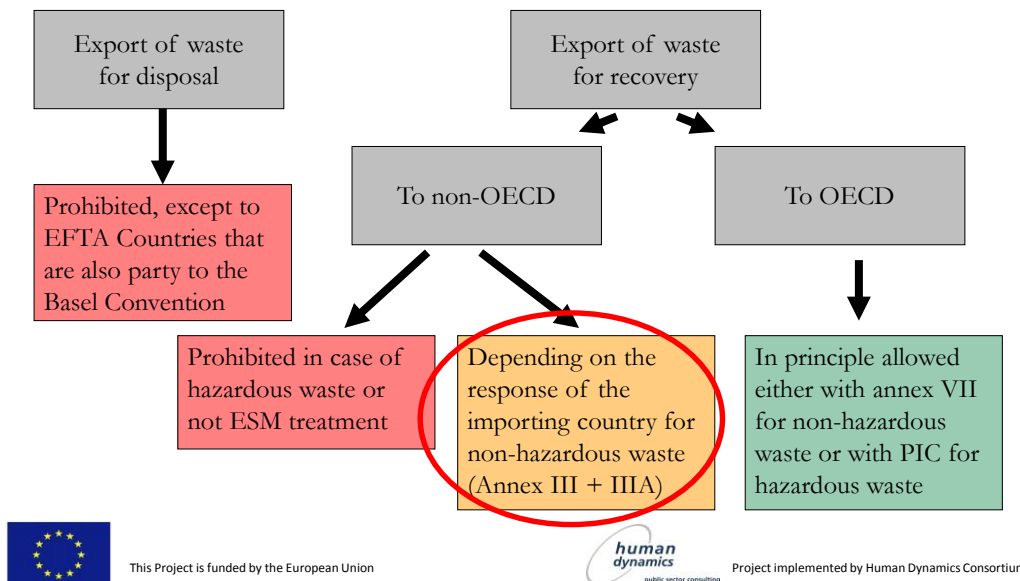 Export of waste
for disposal
Export of waste
for recovery
To non-OECD
To OECD
Prohibited, except to
EFTA Countries that
are also party to the
Basel Convention
Prohibited in case of
hazardous waste or
not ESM treatment
Depending on the
response of the
importing country for
non-hazardous waste
(Annex III + IIIA)
In principle allowed
either with annex VII
for non-hazardous
waste or with PIC for
hazardous waste
This Project is funded by the European Union
human
dynamics
public sector consulting
Project implemented by Human Dynamics Consortiu